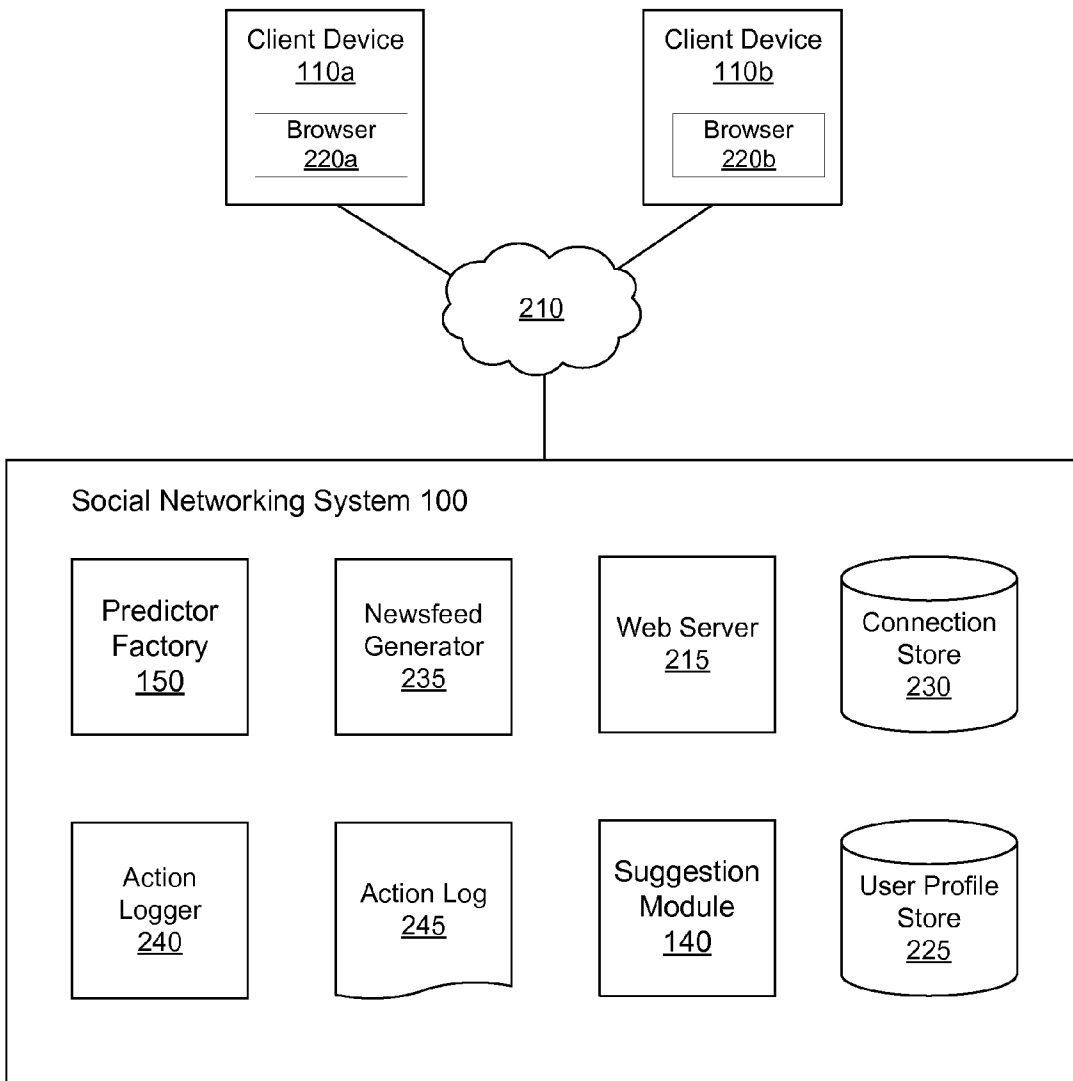 Client Device
110a
Browser
220a
Client Device
110b
Browser
220b
210
Social Networking System 100
Predictor
Factory
150
Newsfeed
Generator
235
Web Server
215
Connection
Store
230
Action
Logger
240
Action Log
245
Suggestion
Module
140
User Profile
Store
225